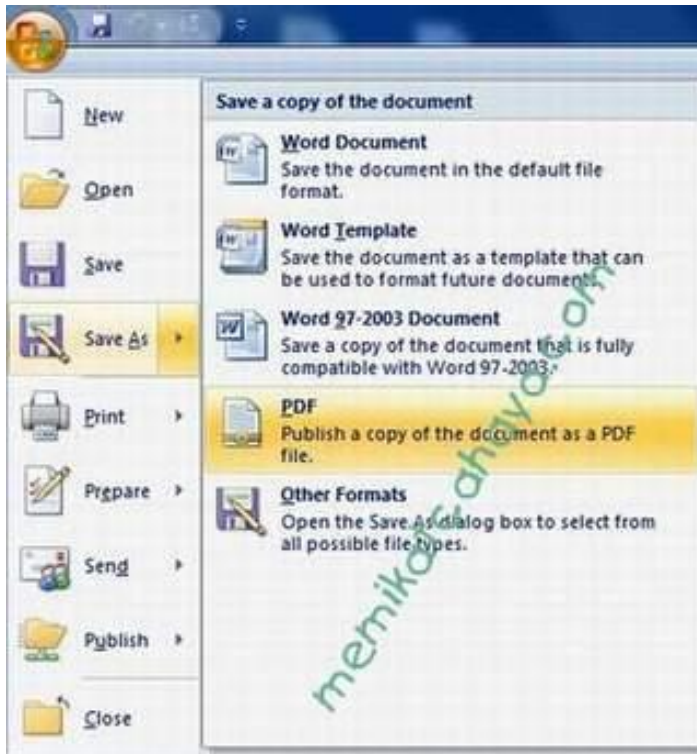 New
Open
Save
Save As
Print
Prepare
Send
Publish
Close
Save a copy of the document
Word Document
Save the document in the default file
format.
Word Template
Save the document as a template that can
be used to format future documents.
Word 97-2003 Document
Save a copy of the document that is fully
compatible with Word 97-2003.
PDF
Publish a copy of the document as a PDF
file.
Other Formats
Open the Save As dialog box to select from
all possible file types.
memikatcahaya.com